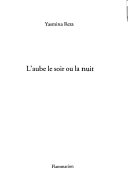 Yasmina Reza
L'aube le soir ou la nuit
Flammarion